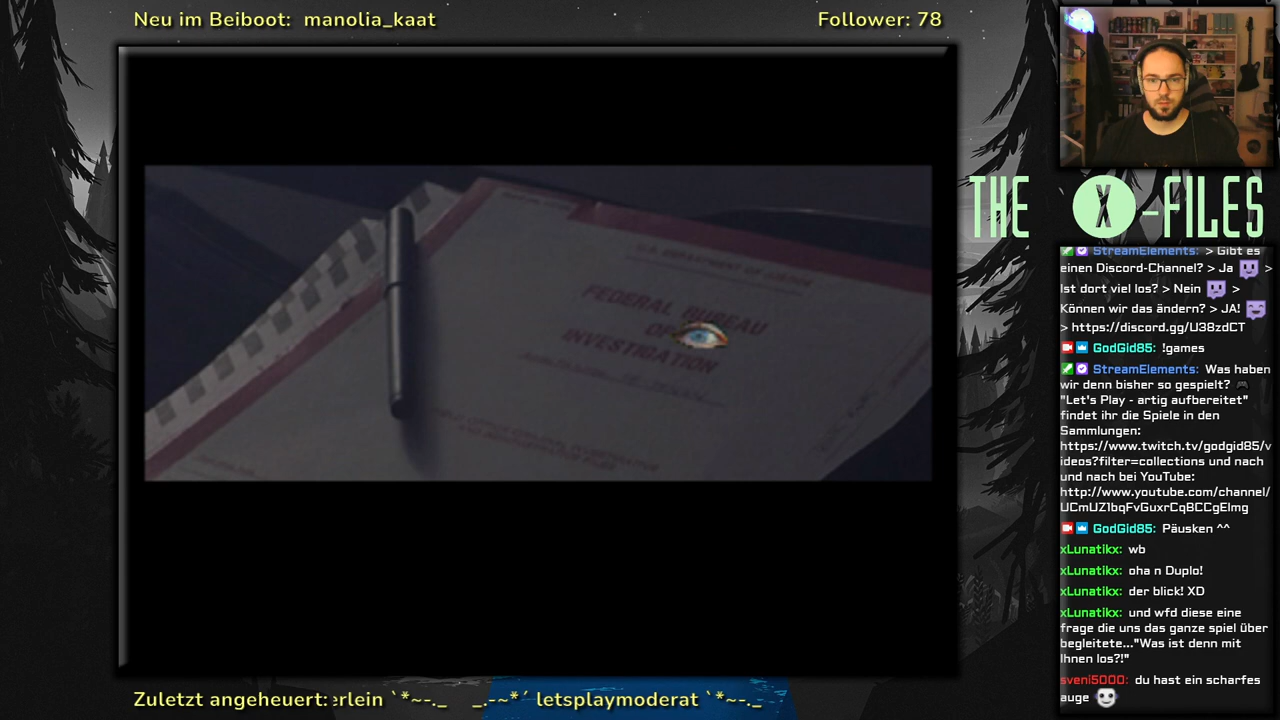 Neu im Beiboot: manolia_kaat
Follower: 78
FEDERAL BUREAU
OF
INVESTIGATION
THE X-FILES
StreamElements: > Gibt es
einen Discord-Channel? > Ja >
Ist dort viel los? > Nein >
Können wir das ändern? > JA!
> https://discord.gg/U38zdCT
GodGid85: !games
StreamElements: Was haben
wir denn bisher so gespielt?
"Let's Play - artig aufbereitet"
findet ihr die Spiele in den
Sammlungen:
https://www.twitch.tv/godgid85/v
ideos?filter=collections und nach
und nach bei YouTube:
http://www.youtube.com/channel/
UCmUZ1bqFvGuxrCqBCCgElmg
GodGid85: Päusken ^^
xLunatikx: wb
xLunatikx: oha n Duplo!
xLunatikx: der blick! XD
xLunatikx: und wfd diese eine
frage die uns das ganze spiel über
begleitete..."Was ist denn mit
Ihnen los?!"
sveni5000: du hast ein scharfes
auge
Zuletzt angeheuert: erlein `*~-._ _.-~*´ letsplaymoderat `*~-._